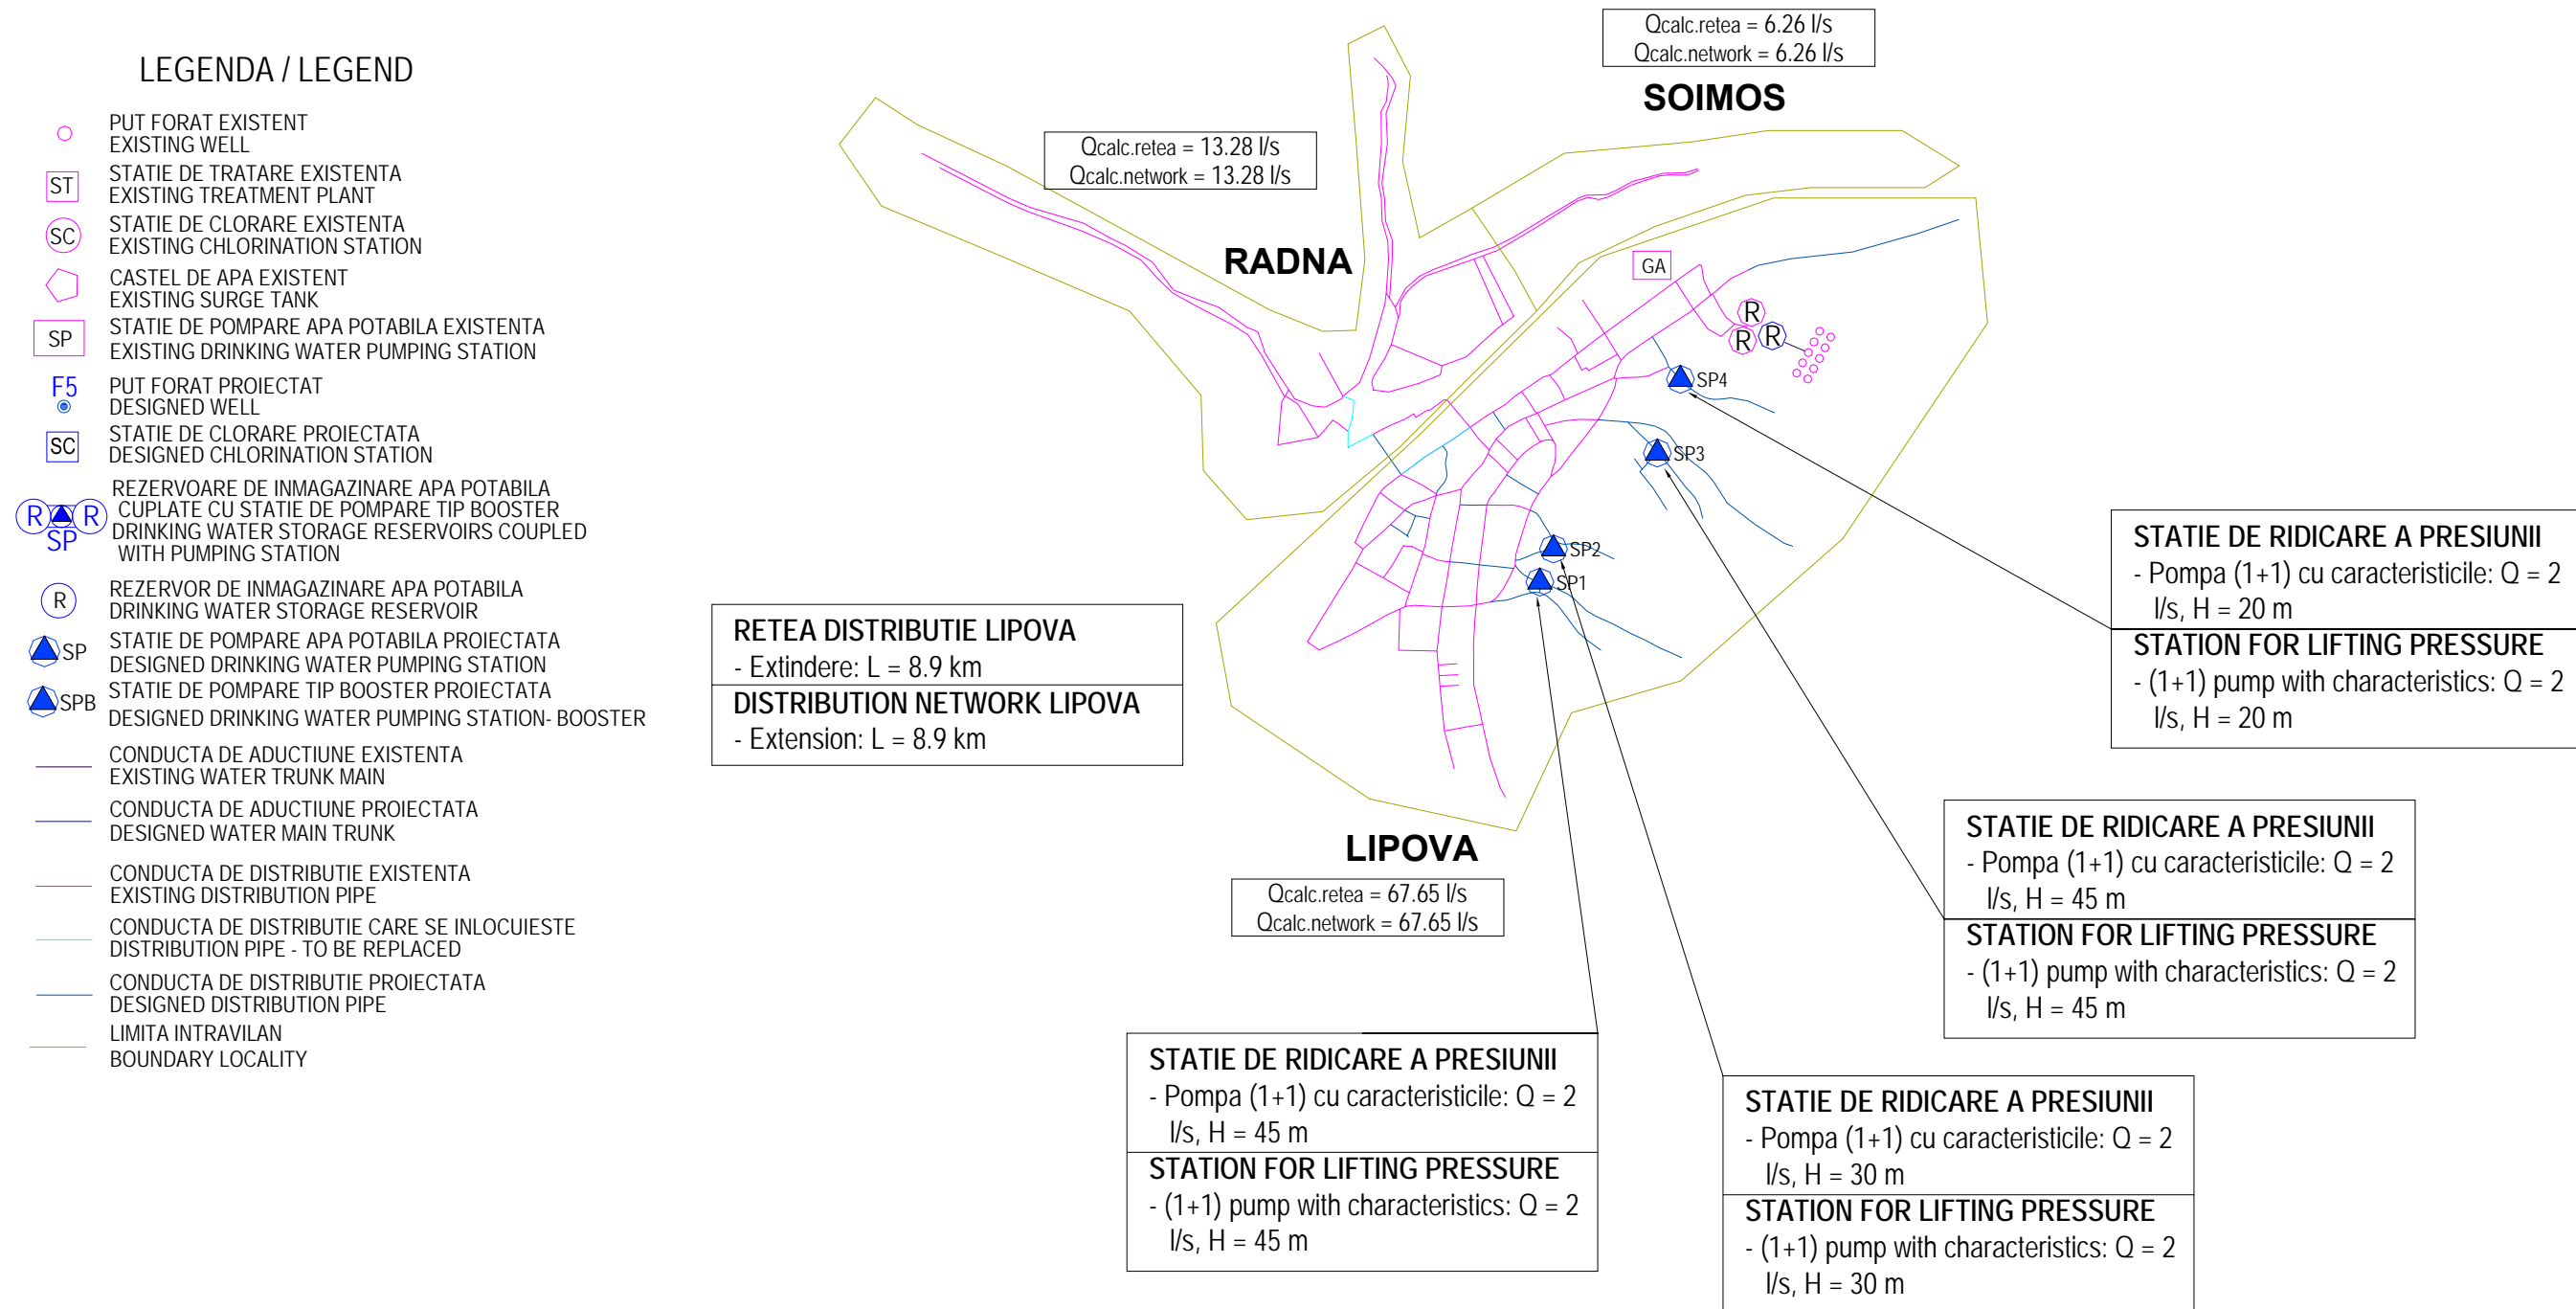 LEGENDA / LEGEND
PUT FORAT EXISTENT
EXISTING WELL
ST
STATIE DE TRATARE EXISTENTA
EXISTING TREATMENT PLANT
SC
STATIE DE CLORARE EXISTENTA
EXISTING CHLORINATION STATION
CASTEL DE APA EXISTENT
EXISTING SURGE TANK
SP
STATIE DE POMPARE APA POTABILA EXISTENTA
EXISTING DRINKING WATER PUMPING STATION
F5
PUT FORAT PROIECTAT
DESIGNED WELL
SC
STATIE DE CLORARE PROIECTATA
DESIGNED CHLORINATION STATION
R R
SP
REZERVOARE DE INMAGAZINARE APA POTABILA
CUPLATE CU STATIE DE POMPARE TIP BOOSTER
DRINKING WATER STORAGE RESERVOIRS COUPLED
WITH PUMPING STATION
R
REZERVOR DE INMAGAZINARE APA POTABILA
DRINKING WATER STORAGE RESERVOIR
SP
STATIE DE POMPARE APA POTABILA PROIECTATA
DESIGNED DRINKING WATER PUMPING STATION
SPB
STATIE DE POMPARE TIP BOOSTER PROIECTATA
DESIGNED DRINKING WATER PUMPING STATION- BOOSTER
CONDUCTA DE ADUCTIUNE EXISTENTA
EXISTING WATER TRUNK MAIN
CONDUCTA DE ADUCTIUNE PROIECTATA
DESIGNED WATER MAIN TRUNK
CONDUCTA DE DISTRIBUTIE EXISTENTA
EXISTING DISTRIBUTION PIPE
CONDUCTA DE DISTRIBUTIE CARE SE INLOCUIESTE
DISTRIBUTION PIPE - TO BE REPLACED
CONDUCTA DE DISTRIBUTIE PROIECTATA
DESIGNED DISTRIBUTION PIPE
LIMITA INTRAVILAN
BOUNDARY LOCALITY
Qcalc.retea = 6.26 l/s
Qcalc.network = 6.26 l/s
SOIMOS
Qcalc.retea = 13.28 l/s
Qcalc.network = 13.28 l/s
RADNA
GA
R
R
R
SP4
SP3
SP2
SP1
RETEA DISTRIBUTIE LIPOVA
- Extindere: L = 8.9 km
DISTRIBUTION NETWORK LIPOVA
- Extension: L = 8.9 km
LIPOVA
Qcalc.retea = 67.65 l/s
Qcalc.network = 67.65 l/s
STATIE DE RIDICARE A PRESIUNII
- Pompa (1+1) cu caracteristicile: Q = 2
l/s, H = 20 m
STATION FOR LIFTING PRESSURE
- (1+1) pump with characteristics: Q = 2
l/s, H = 20 m
STATIE DE RIDICARE A PRESIUNII
- Pompa (1+1) cu caracteristicile: Q = 2
l/s, H = 45 m
STATION FOR LIFTING PRESSURE
- (1+1) pump with characteristics: Q = 2
l/s, H = 45 m
STATIE DE RIDICARE A PRESIUNII
- Pompa (1+1) cu caracteristicile: Q = 2
l/s, H = 45 m
STATION FOR LIFTING PRESSURE
- (1+1) pump with characteristics: Q = 2
l/s, H = 45 m
STATIE DE RIDICARE A PRESIUNII
- Pompa (1+1) cu caracteristicile: Q = 2
l/s, H = 30 m
STATION FOR LIFTING PRESSURE
- (1+1) pump with characteristics: Q = 2
l/s, H = 30 m